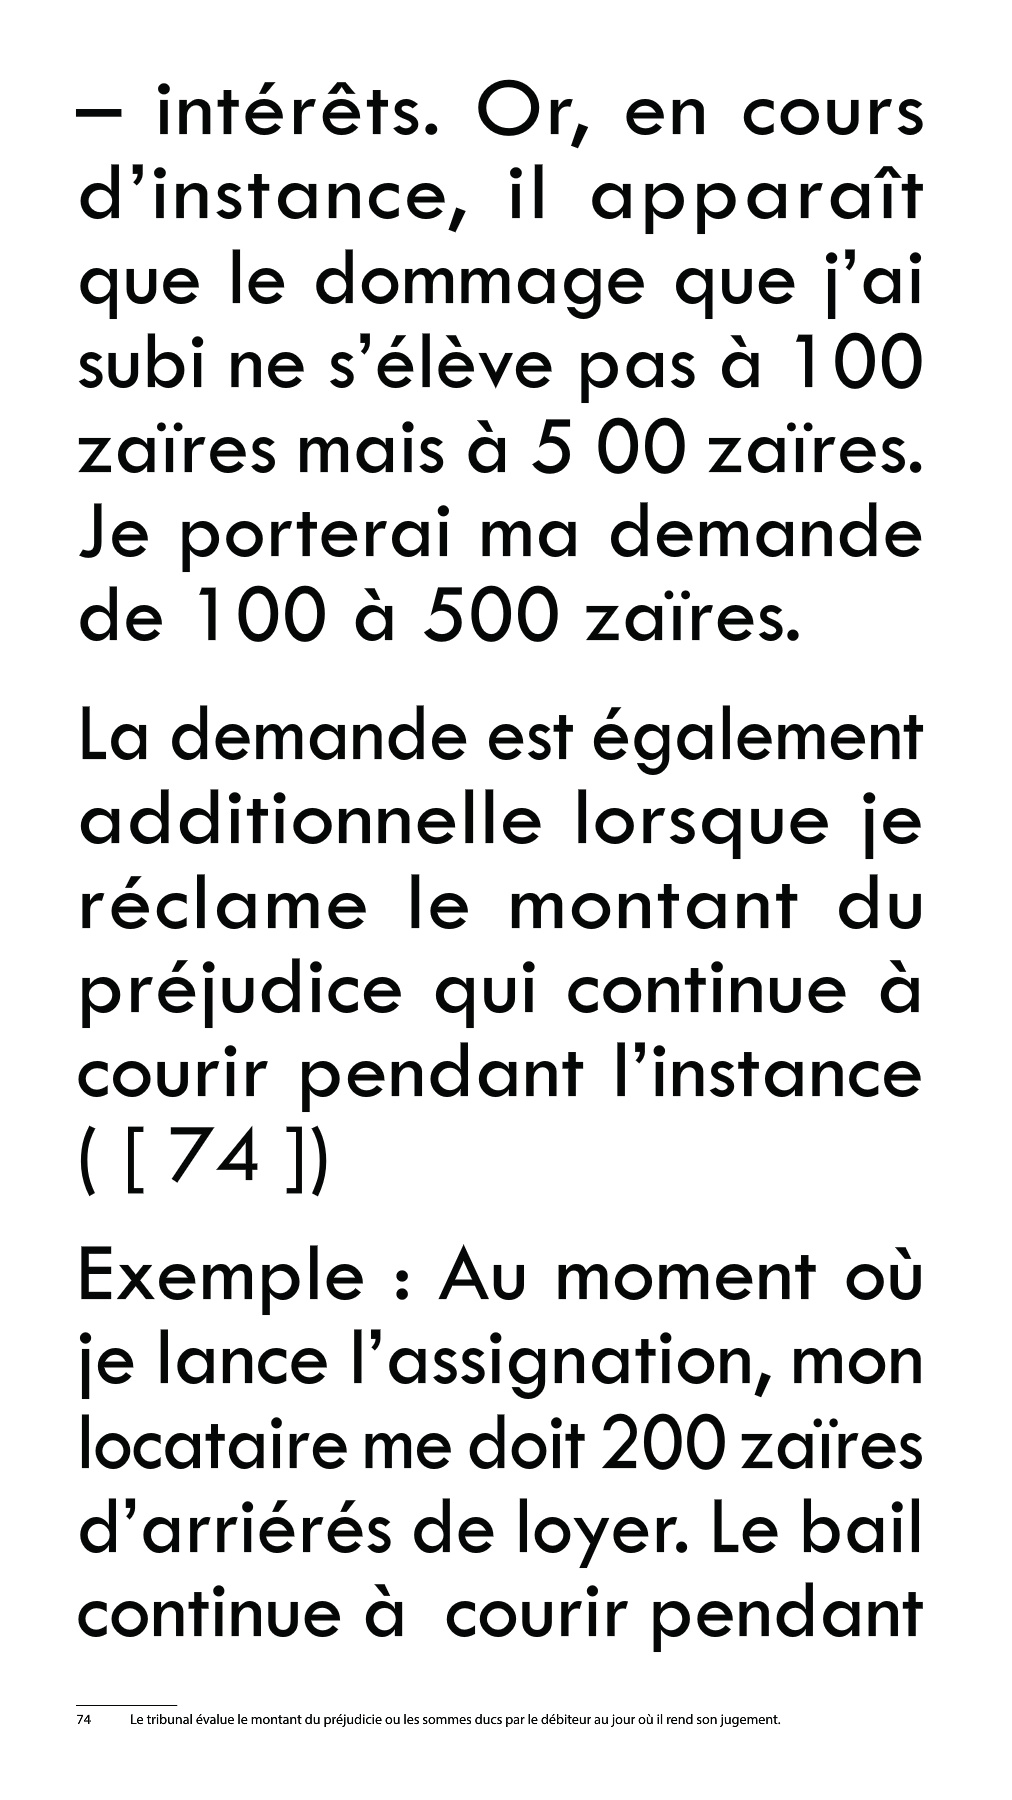 – intérêts. Or, en cours
d’instance, il apparaît
que le dommage que j’ai
subi ne s’élève pas à 100
zaïres mais à 5 00 zaïres.
Je porterai ma demande
de 100 à 500 zaïres.
La demande est également
additionnelle lorsque je
réclame le montant du
préjudice qui continue à
courir pendant l’instance
( [ 74 ])
Exemple : Au moment où
je lance l’assignation, mon
locataire me doit 200 zaïres
d’arriérés de loyer. Le bail
continue à courir pendant
74 Le tribunal évalue le montant du préjudicie ou les sommes ducs par le débiteur au jour où il rend son jugement.